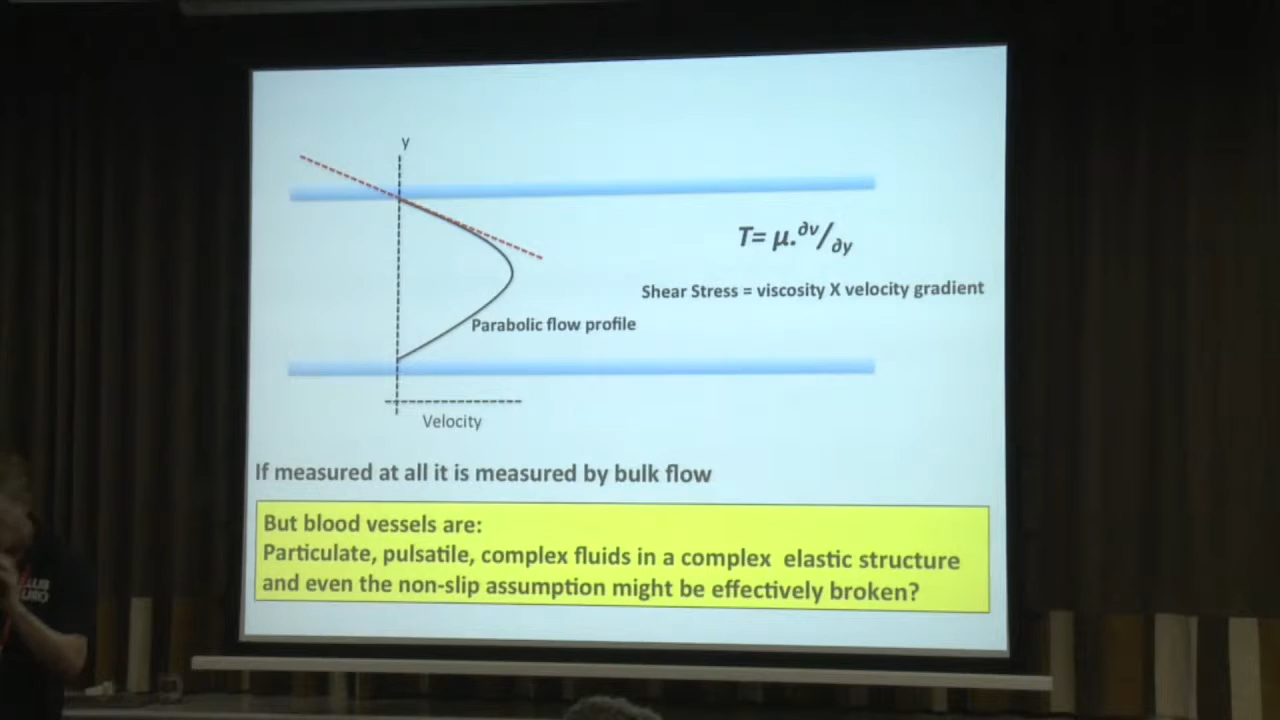 y
T= μ.∂v/∂y
Shear Stress = viscosity X velocity gradient
Parabolic flow profile
Velocity
If measured at all it is measured by bulk flow
But blood vessels are:
Particulate, pulsatile, complex fluids in a complex elastic structure
and even the non-slip assumption might be effectively broken?